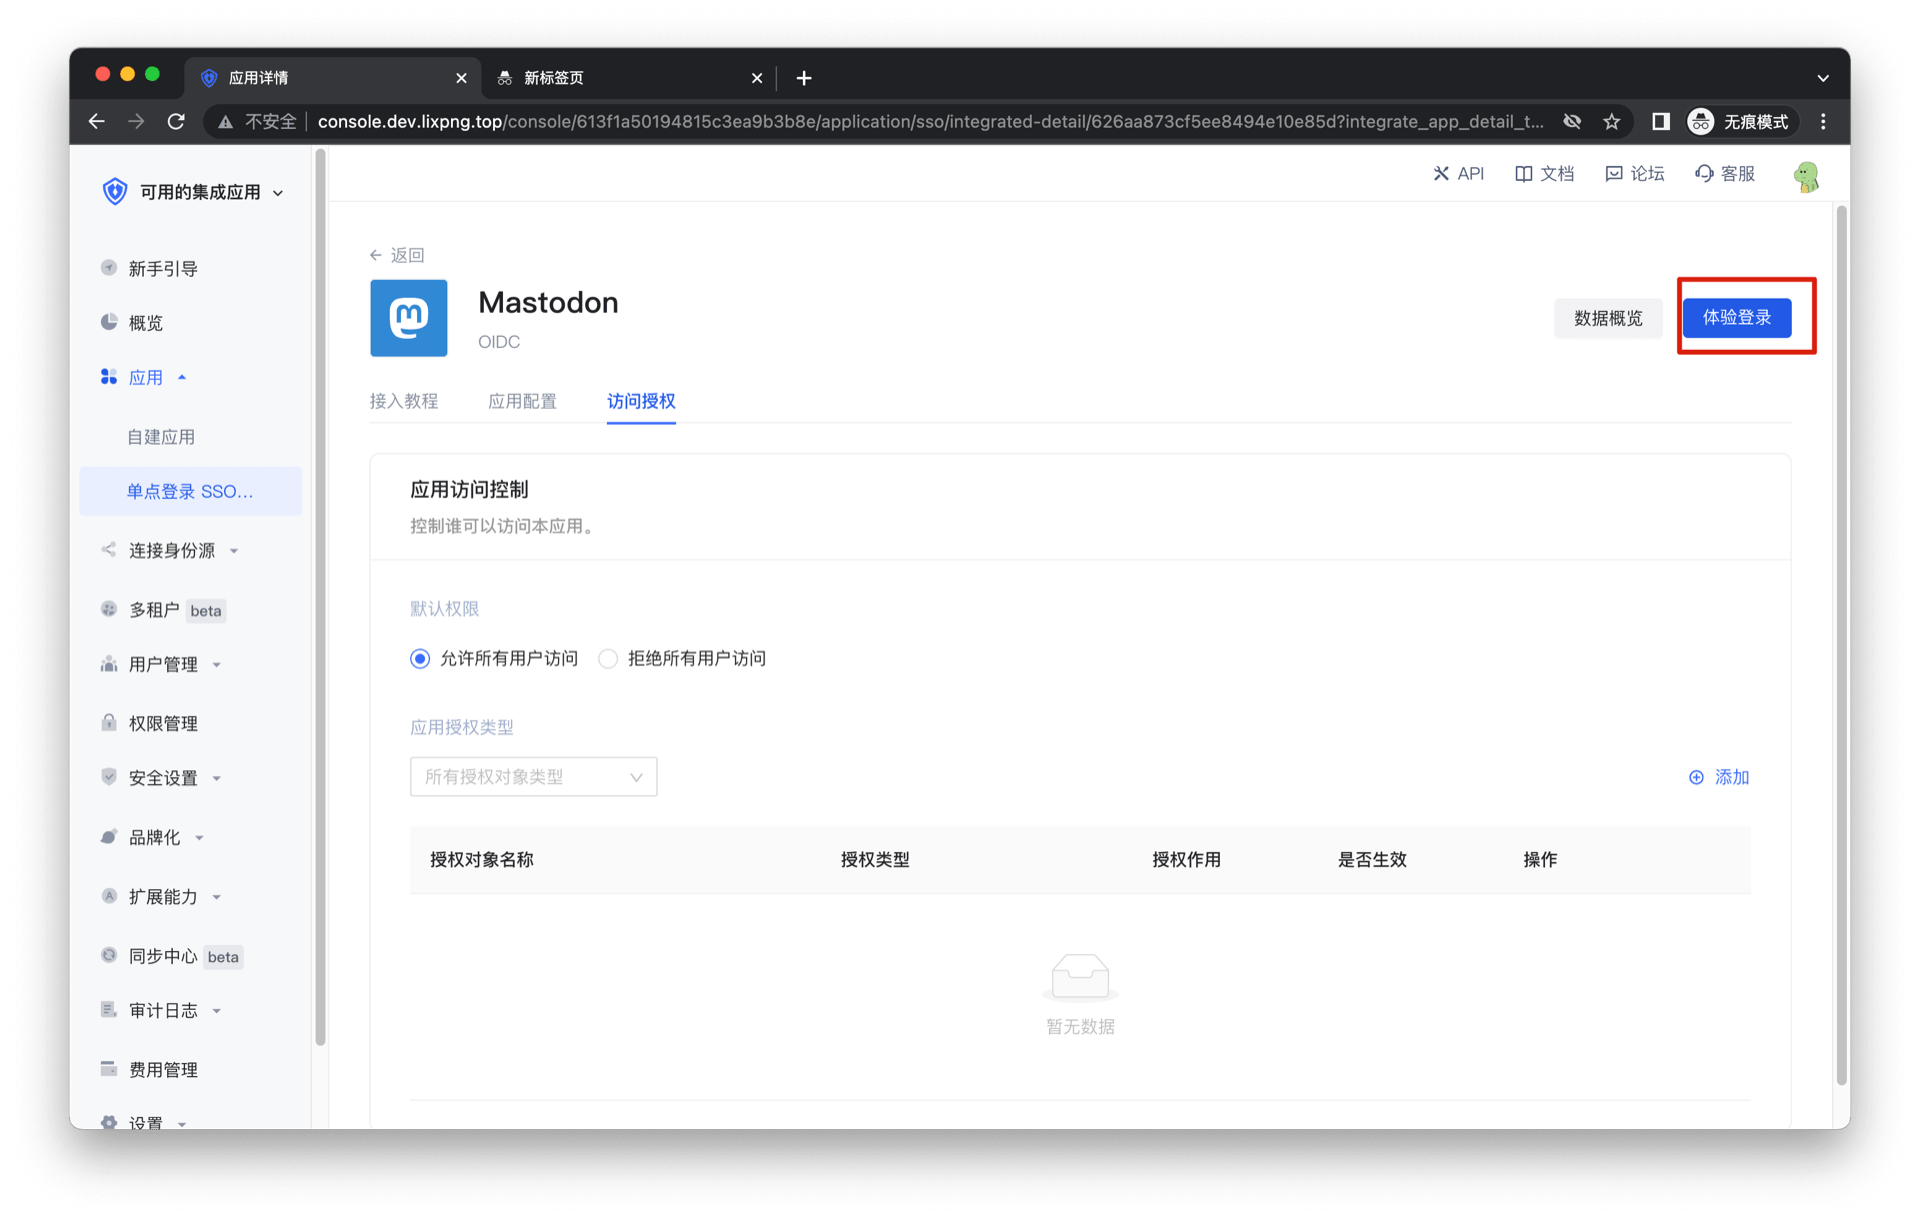 应用详情
新标签页
不安全
console.dev.lixpng.top/console/613f1a50194815c3ea9b3b8e/application/sso/integrated-detail/626aa873cf5ee8494e10e85d?integrate_app_detail_t...
无痕模式
可用的集成应用
API
文档
论坛
客服
新手引导
概览
应用
自建应用
单点登录 SSO...
连接身份源
多租户 beta
用户管理
权限管理
安全设置
品牌化
扩展能力
同步中心 beta
审计日志
费用管理
设置
返回
Mastodon
OIDC
数据概览
体验登录
接入教程
应用配置
访问授权
应用访问控制
控制谁可以访问本应用。
默认权限
允许所有用户访问
拒绝所有用户访问
应用授权类型
所有授权对象类型
添加
授权对象名称
授权类型
授权作用
是否生效
操作
暂无数据